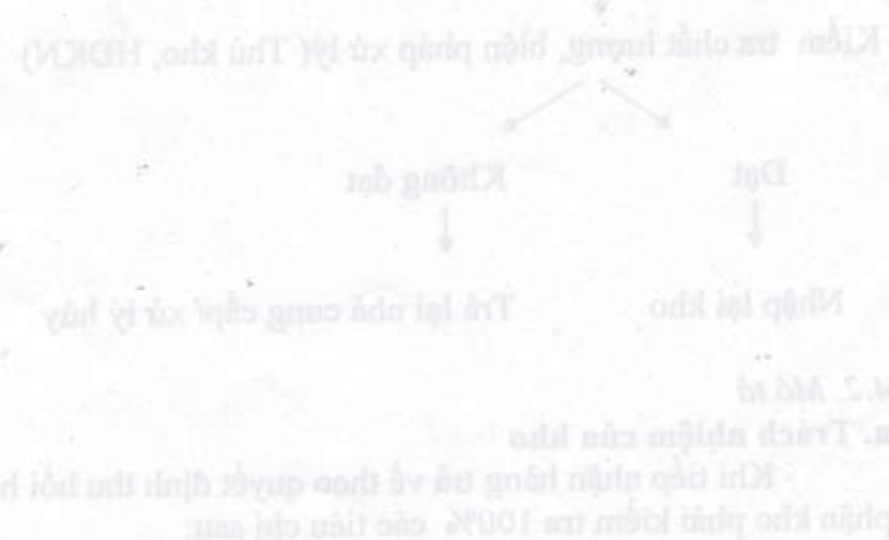 Kiểm tra chất lượng, biện pháp xử lý( Thủ kho, HĐKN)
Đạt Không đạt
Nhập lại kho Trả lại nhà cung cấp/ xử lý hủy
4.2. Mô tả
a. Trách nhiệm của kho
- Khi tiếp nhận hàng trả về theo quyết định thu hồi h
phận kho phải kiểm tra 100% các tiêu chí sau: